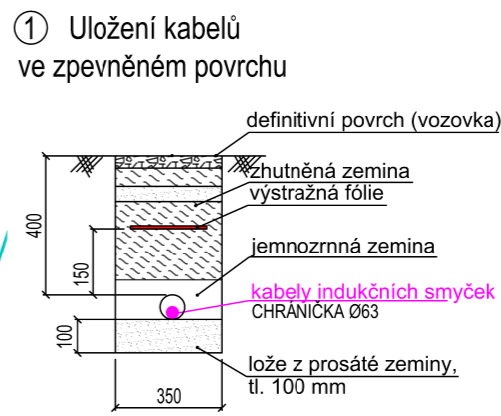 1 Uložení kabelů
ve zpevněném povrchu
definitivní povrch (vozovka)
zhutněná zemina
výstražná fólie
400
jemnozrnná zemina
150
kabely indukčních smyček
CHRÁNIČKA Ø63
100
lože z prosáté zeminy,
tl. 100 mm
350